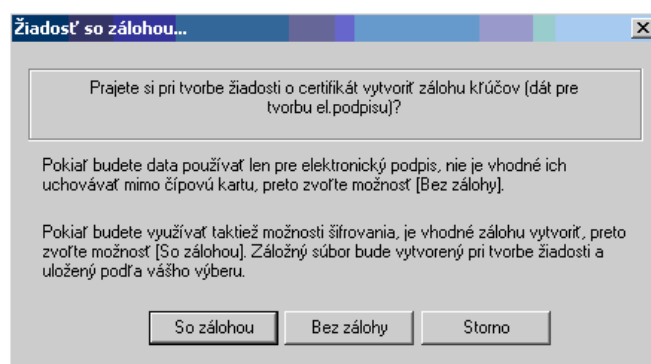 Žiadosť so zálohou...
Prajete si pri tvorbe žiadosti o certifikát vytvoriť zálohu kľúčov (dát pre
tvorbu el.podpisu)?
Pokiaľ budete data používať len pre elektronický podpis, nie je vhodné ich
uchovávať mimo čípovú kartu, preto zvoľte možnosť [Bez zálohy].
Pokiaľ budete využívať taktiež možnosti šifrovania, je vhodné zálohu vytvoriť, preto
zvoľte možnosť [So zálohou]. Záložný súbor bude vytvorený pri tvorbe žiadosti a
uložený podľa vášho výberu.
So zálohou Bez zálohy Storno